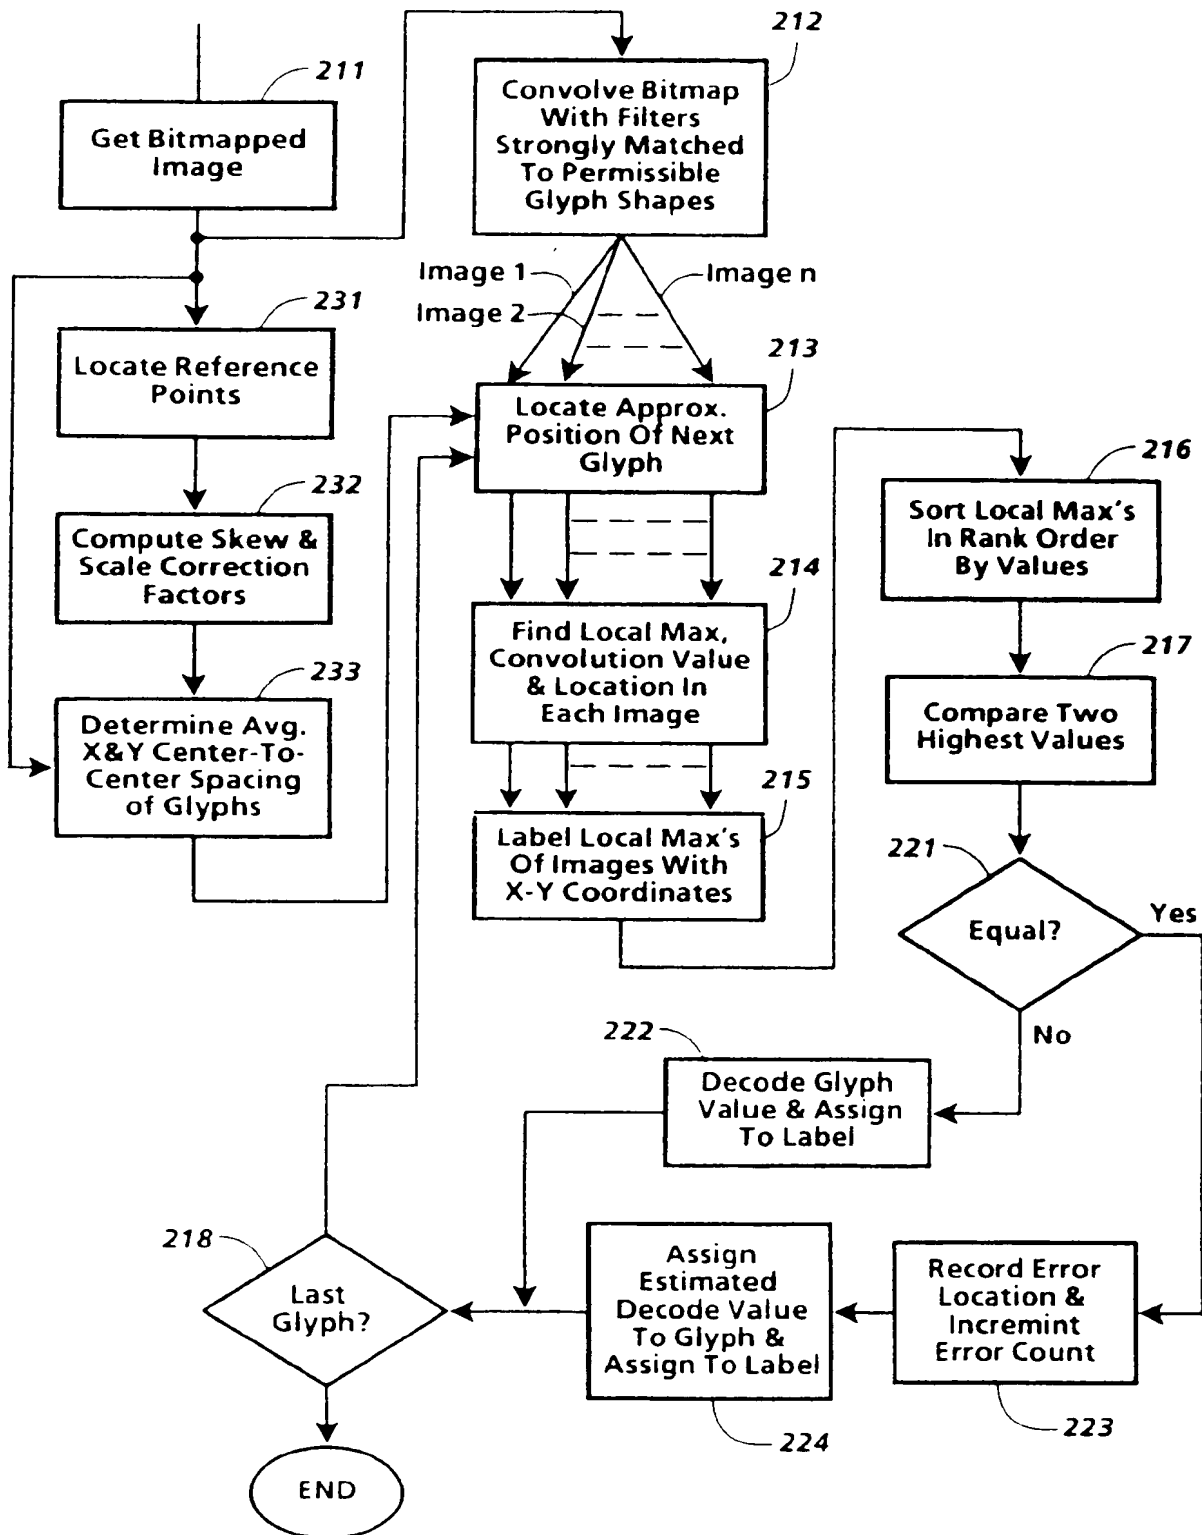 211
Get Bitmapped
Image
212
Convolve Bitmap
With Filters
Strongly Matched
To Permissible
Glyph Shapes
Image 1
Image 2
Image n
231
Locate Reference
Points
232
Compute Skew &
Scale Correction
Factors
233
Determine Avg.
X&Y Center-To-
Center Spacing
of Glyphs
213
Locate Approx.
Position Of Next
Glyph
214
Find Local Max,
Convolution Value
& Location In
Each Image
215
Label Local Max's
Of Images With
X-Y Coordinates
216
Sort Local Max's
In Rank Order
By Values
217
Compare Two
Highest Values
221
Equal?
Yes
No
222
Decode Glyph
Value & Assign
To Label
223
Record Error
Location &
Incremint
Error Count
224
Assign
Estimated
Decode Value
To Glyph &
Assign To Label
218
Last
Glyph?
END